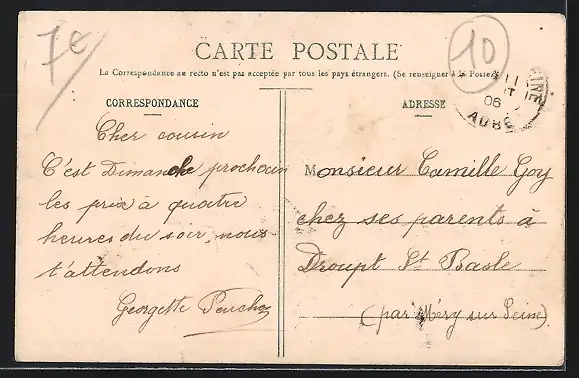 7€
10
CARTE POSTALE
La Correspondance au recto n'est pas acceptée par tous les pays étrangers. (Se renseigner à la Poste)
CORRESPONDANCE
Cher cousin
C'est Dimanche prochain
les prix à quatre
heures du soir, nous
t'attendons
Georgette
ADRESSE
Monsieur Camille Goy
chez ses parents à
Droupt St Basle
(par Méry sur Seine)
11
06
AUBE